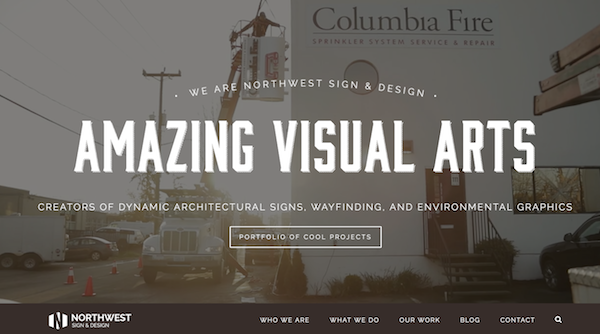 Columbia Fire
SPRINKLER SYSTEM SERVICE & REPAIR
• WE ARE NORTHWEST SIGN & DESIGN •
AMAZING VISUAL ARTS
CREATORS OF DYNAMIC ARCHITECTURAL SIGNS, WAYFINDING, AND ENVIRONMENTAL GRAPHICS
PORTFOLIO OF COOL PROJECTS
N NORTHWEST
SIGN & DESIGN
WHO WE ARE WHAT WE DO OUR WORK BLOG CONTACT